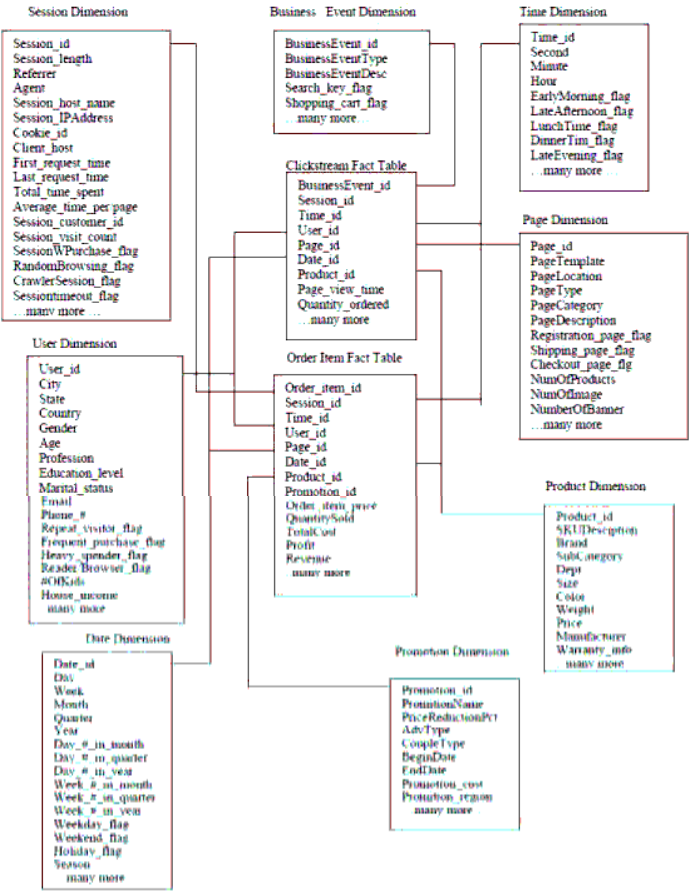 Session Dimension
Session_id
Session_length
Referrer
Agent
Session_host_name
Session_IPAddress
Cookie_id
Client_host
First_request_time
Last_request_time
Total_time_spent
Average_time_per page
Session_customer_id
Session_visit_count
SessionWPurchase_flag
RandomBrowsing_flag
CrawlerSession_flag
Sessiontimeout_flag
...many more ...
Business Event Dimension
BusinessEvent_id
BusinessEventType
BusinessEventDesc
Search_key_flag
Shopping_cart_flag
...many more...
Time Dimension
Time_id
Second
Minute
Hour
EarlyMorning_flag
LateAfternoon_flag
LunchTime_flag
DinnerTim_flag
LateEvening_flag
...many more ...
Clickstream Fact Table
BusinessEvent_id
Session_id
Time_id
User_id
Page_id
Date_id
Product_id
Page_view_time
Quantity_ordered
...many more
Page Dimension
Page_id
PageTemplate
PageLocation
PageType
PageCategory
PageDescription
Registration_page_flag
Shipping_page_flag
Checkout_page_flg
NumOfProducts
NumOfImage
NumberOfBanner
...many more
User Dimension
User_id
City
State
Country
Gender
Age
Profession
Education_level
Marital_status
Email
Phone_#
Repeat_visitor_flag
Frequent_purchase_flag
Heavy_spender_flag
Reader Browser_flag
#OfKids
House_income
many more
Order Item Fact Table
Order_item_id
Session_id
Time_id
User_id
Page_id
Date_id
Product_id
Promotion_id
Order_item_price
QuantitySold
TotalCost
Profit
Revenue
many more
Product Dimension
Product_id
SKUDescription
Brand
SubCategory
Dept
Size
Color
Weight
Price
Manufacturer
Warranty_info
many more
Date Dimension
Date_id
Day
Week
Month
Quarter
Year
Day_#_in_month
Day_#_in_quarter
Day_#_in_year
Week_#_in_month
Week_#_in_quarter
Week_#_in_year
Weekday_flag
Weekend_flag
Holiday_flag
Season
many more
Promotion Dimension
Promotion_id
PromotionName
PriceReductionPct
AdvType
CoupleType
BeginDate
EndDate
Promotion_cost
Promotion_region
many more